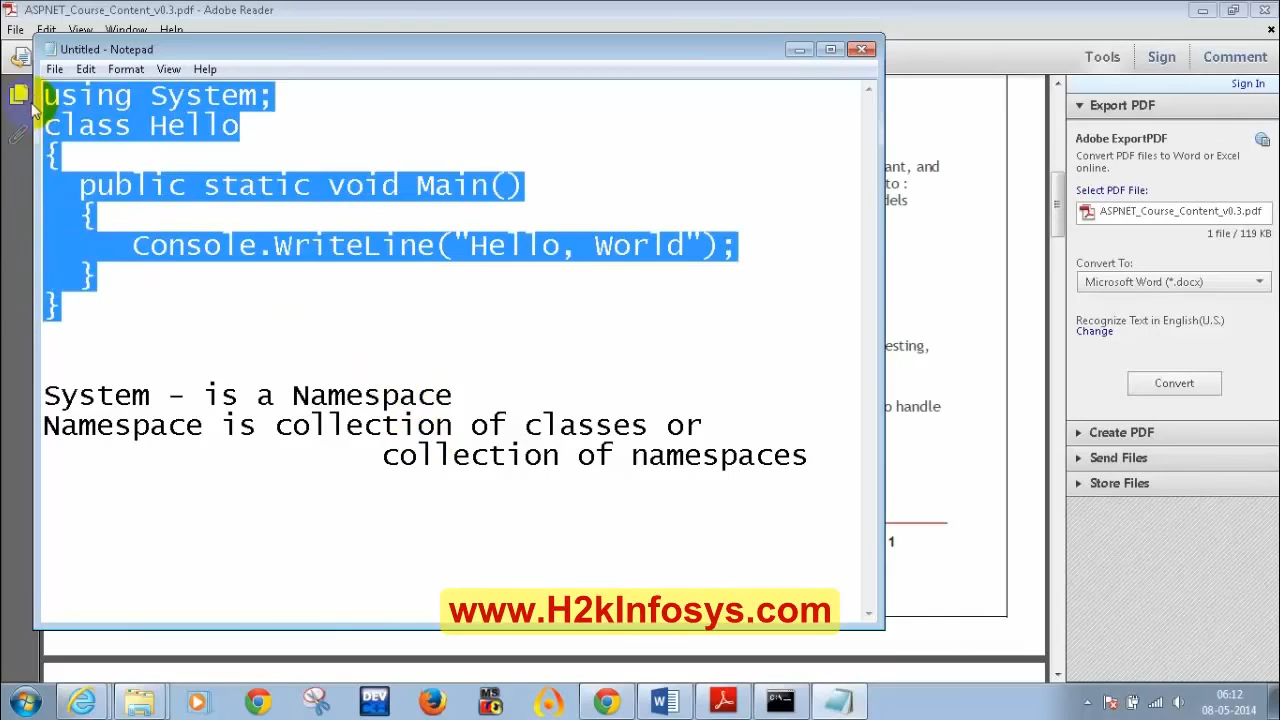 ASPNET_Course_Content_v0.3.pdf - Adobe Reader
File Edit View Window Help
Untitled - Notepad
File Edit Format View Help
using System;
class Hello
{
public static void Main()
{
Console.WriteLine("Hello, World");
}
}
System - is a Namespace
Namespace is collection of classes or
collection of namespaces
ant, and
to :
dels
esting,
o handle
1
Tools Sign Comment
Sign In
Export PDF
Adobe ExportPDF
Convert PDF files to Word or Excel
online.
Select PDF File:
ASPNET_Course_Content_v0.3.pdf
1 file / 119 KB
Convert To:
Microsoft Word (*.docx)
Recognize Text in English(U.S.)
Change
Convert
Create PDF
Send Files
Store Files
www.H2kInfosys.com
DEV
MS
06:12
08-05-2014